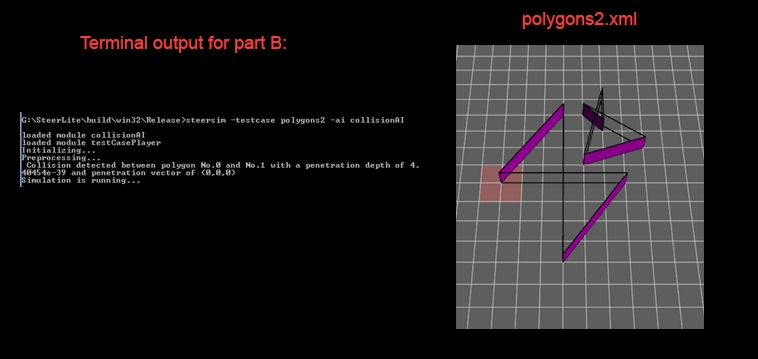 polygons2.xml
Terminal output for part B:
G:\SteerLite\build\win32\Release>steersim -testcase polygons2 -ai collisionAI
loaded module collisionAI
loaded module testCasePlayer
Initializing...
Preprocessing...
Collision detected between polygon No.0 and No.1 with a penetration depth of 4.
40454e-39 and penetration vector of (0,0,0)
Simulation is running...